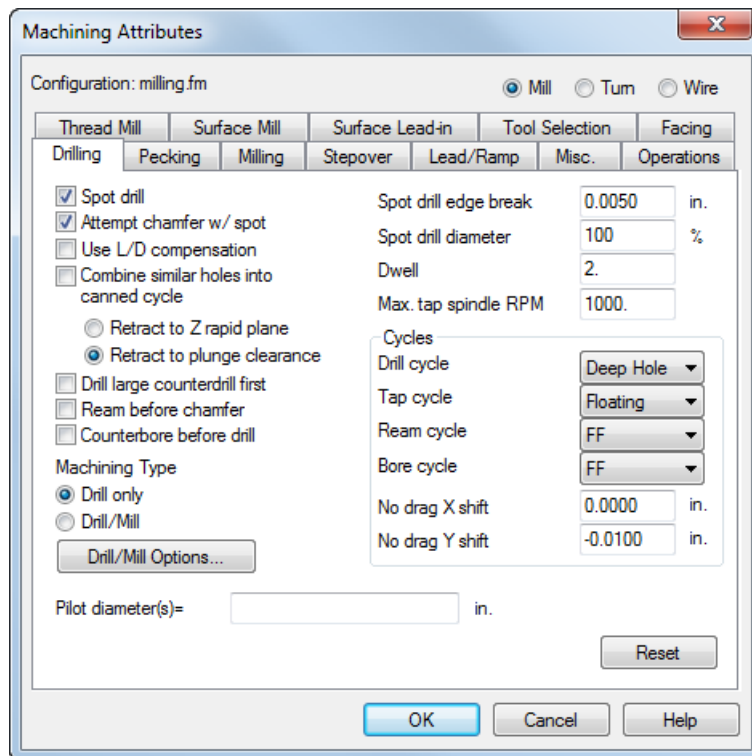 Machining Attributes
Configuration: milling.fm
Mill Turn Wire
Thread Mill Surface Mill Surface Lead-in Tool Selection Facing
Drilling Pecking Milling Stepover Lead/Ramp Misc. Operations
Spot drill
Attempt chamfer w/ spot
Use L/D compensation
Combine similar holes into
canned cycle
Retract to Z rapid plane
Retract to plunge clearance
Drill large counterdrill first
Ream before chamfer
Counterbore before drill
Machining Type
Drill only
Drill/Mill
Drill/Mill Options...
Spot drill edge break 0.0050 in.
Spot drill diameter 100 %
Dwell 2.
Max. tap spindle RPM 1000.
Cycles
Drill cycle Deep Hole
Tap cycle Floating
Ream cycle FF
Bore cycle FF
No drag X shift 0.0000 in.
No drag Y shift -0.0100 in.
Pilot diameter(s)= in.
Reset
OK Cancel Help